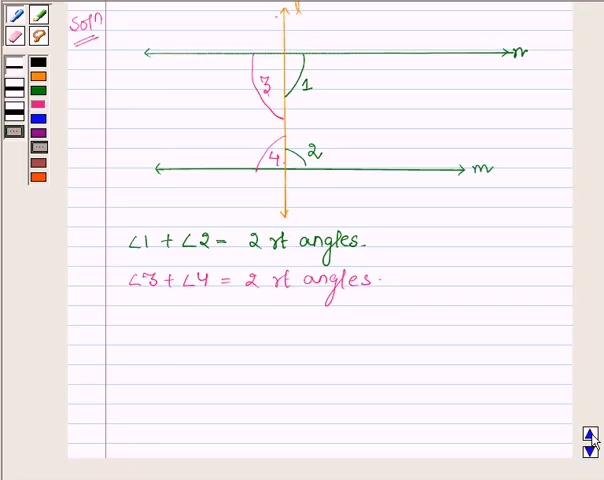 Soln
l
n
3 1
4 2
m
∠1 + ∠2 = 2 rt angles.
∠3 + ∠4 = 2 rt angles.